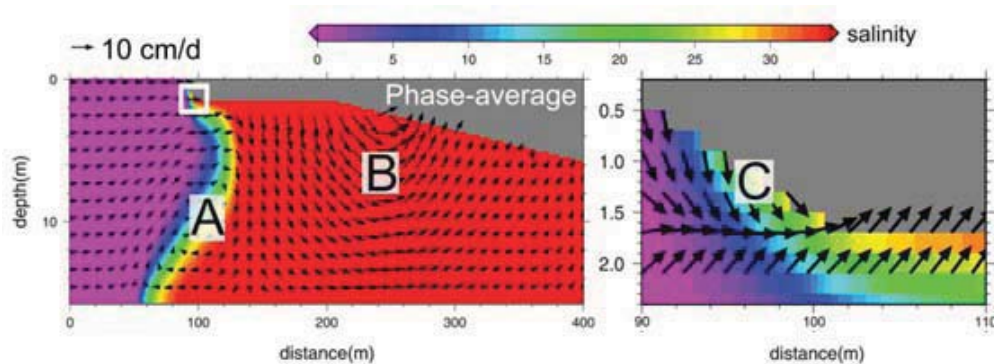 10 cm/d
0 5 10 15 20 25 30 salinity
Phase-average
A
B
C
0
10
depth(m)
0 100 200 300 400
distance(m)
0.5
1.0
1.5
2.0
90 100 110
distance(m)